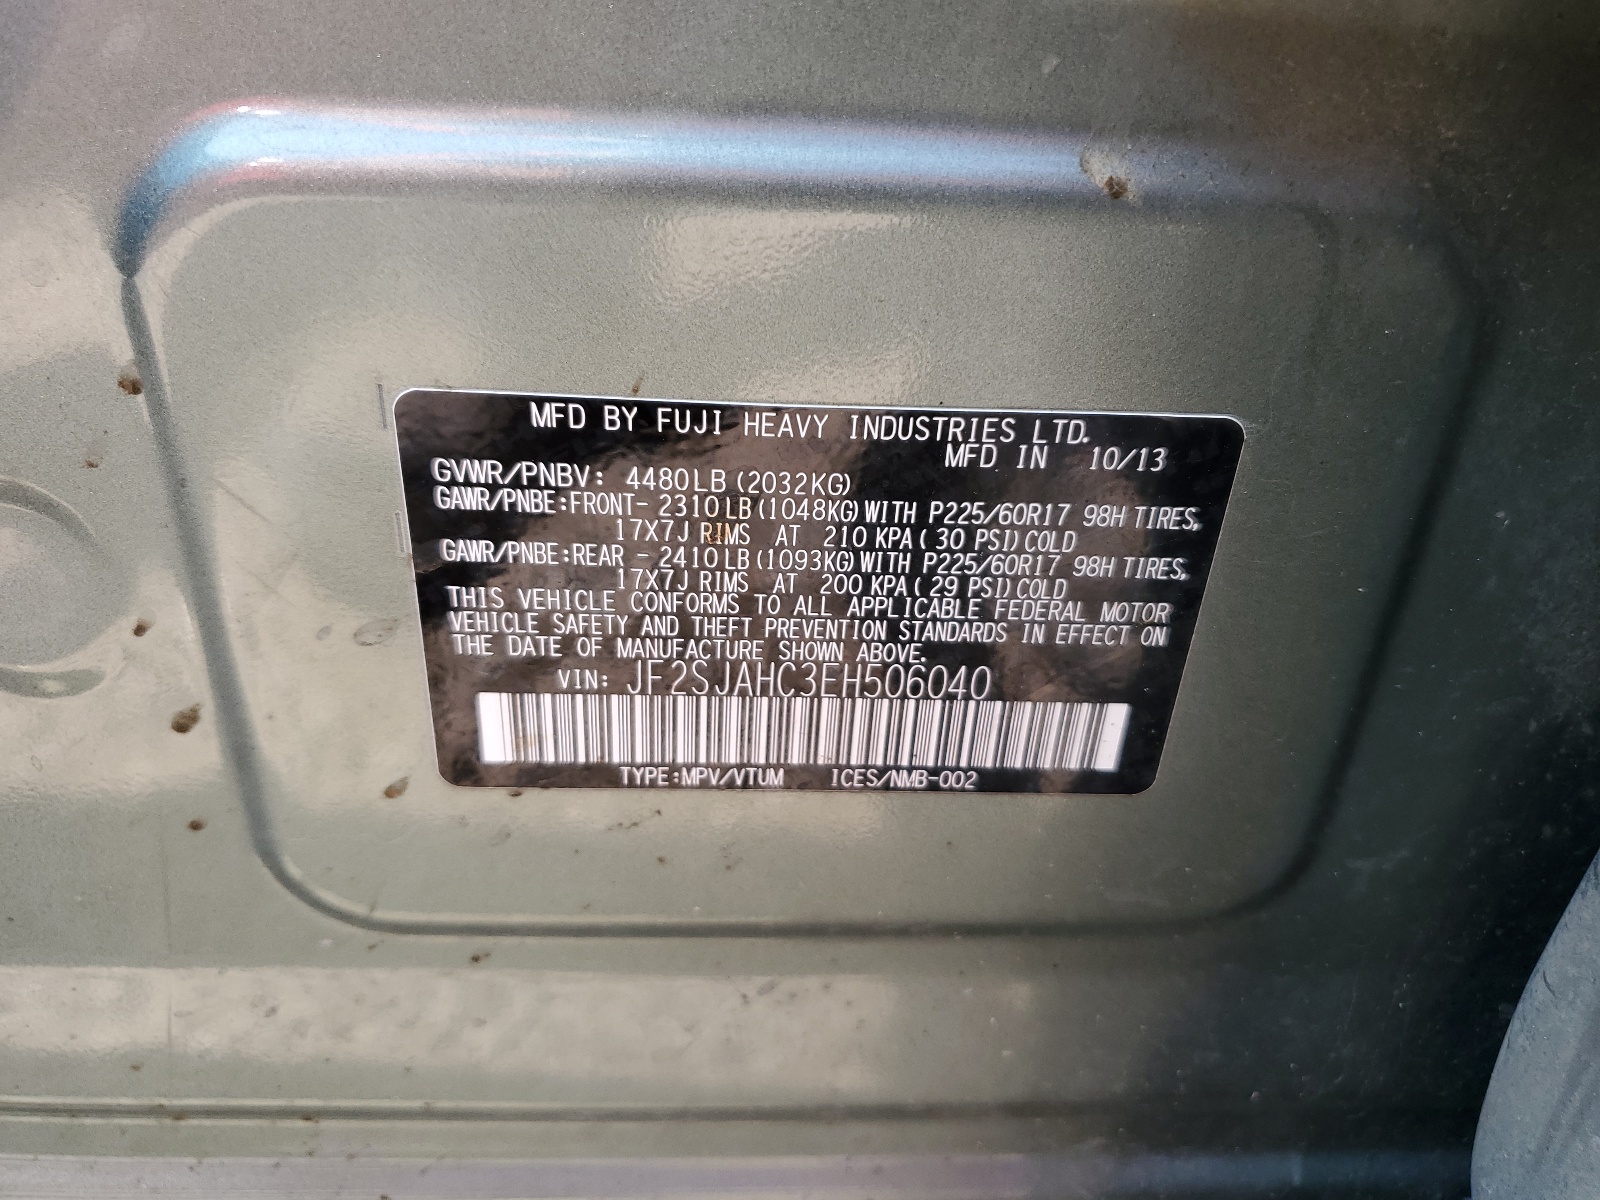 MFD BY FUJI HEAVY INDUSTRIES LTD.
MFD IN 10/13
GVWR/PNBV: 4480LB (2032KG)
GAWR/PNBE:FRONT- 2310LB (1048KG) WITH P225/60R17 98H TIRES,
17X7J RIMS AT 210 KPA ( 30 PSI) COLD
GAWR/PNBE:REAR - 2410LB (1093KG) WITH P225/60R17 98H TIRES,
17X7J RIMS AT 200 KPA ( 29 PSI) COLD
THIS VEHICLE CONFORMS TO ALL APPLICABLE FEDERAL MOTOR
VEHICLE SAFETY AND THEFT PREVENTION STANDARDS IN EFFECT ON
THE DATE OF MANUFACTURE SHOWN ABOVE.
VIN: JF2SJAHC3EH506040
TYPE:MPV/VTUM ICES/NMB-002